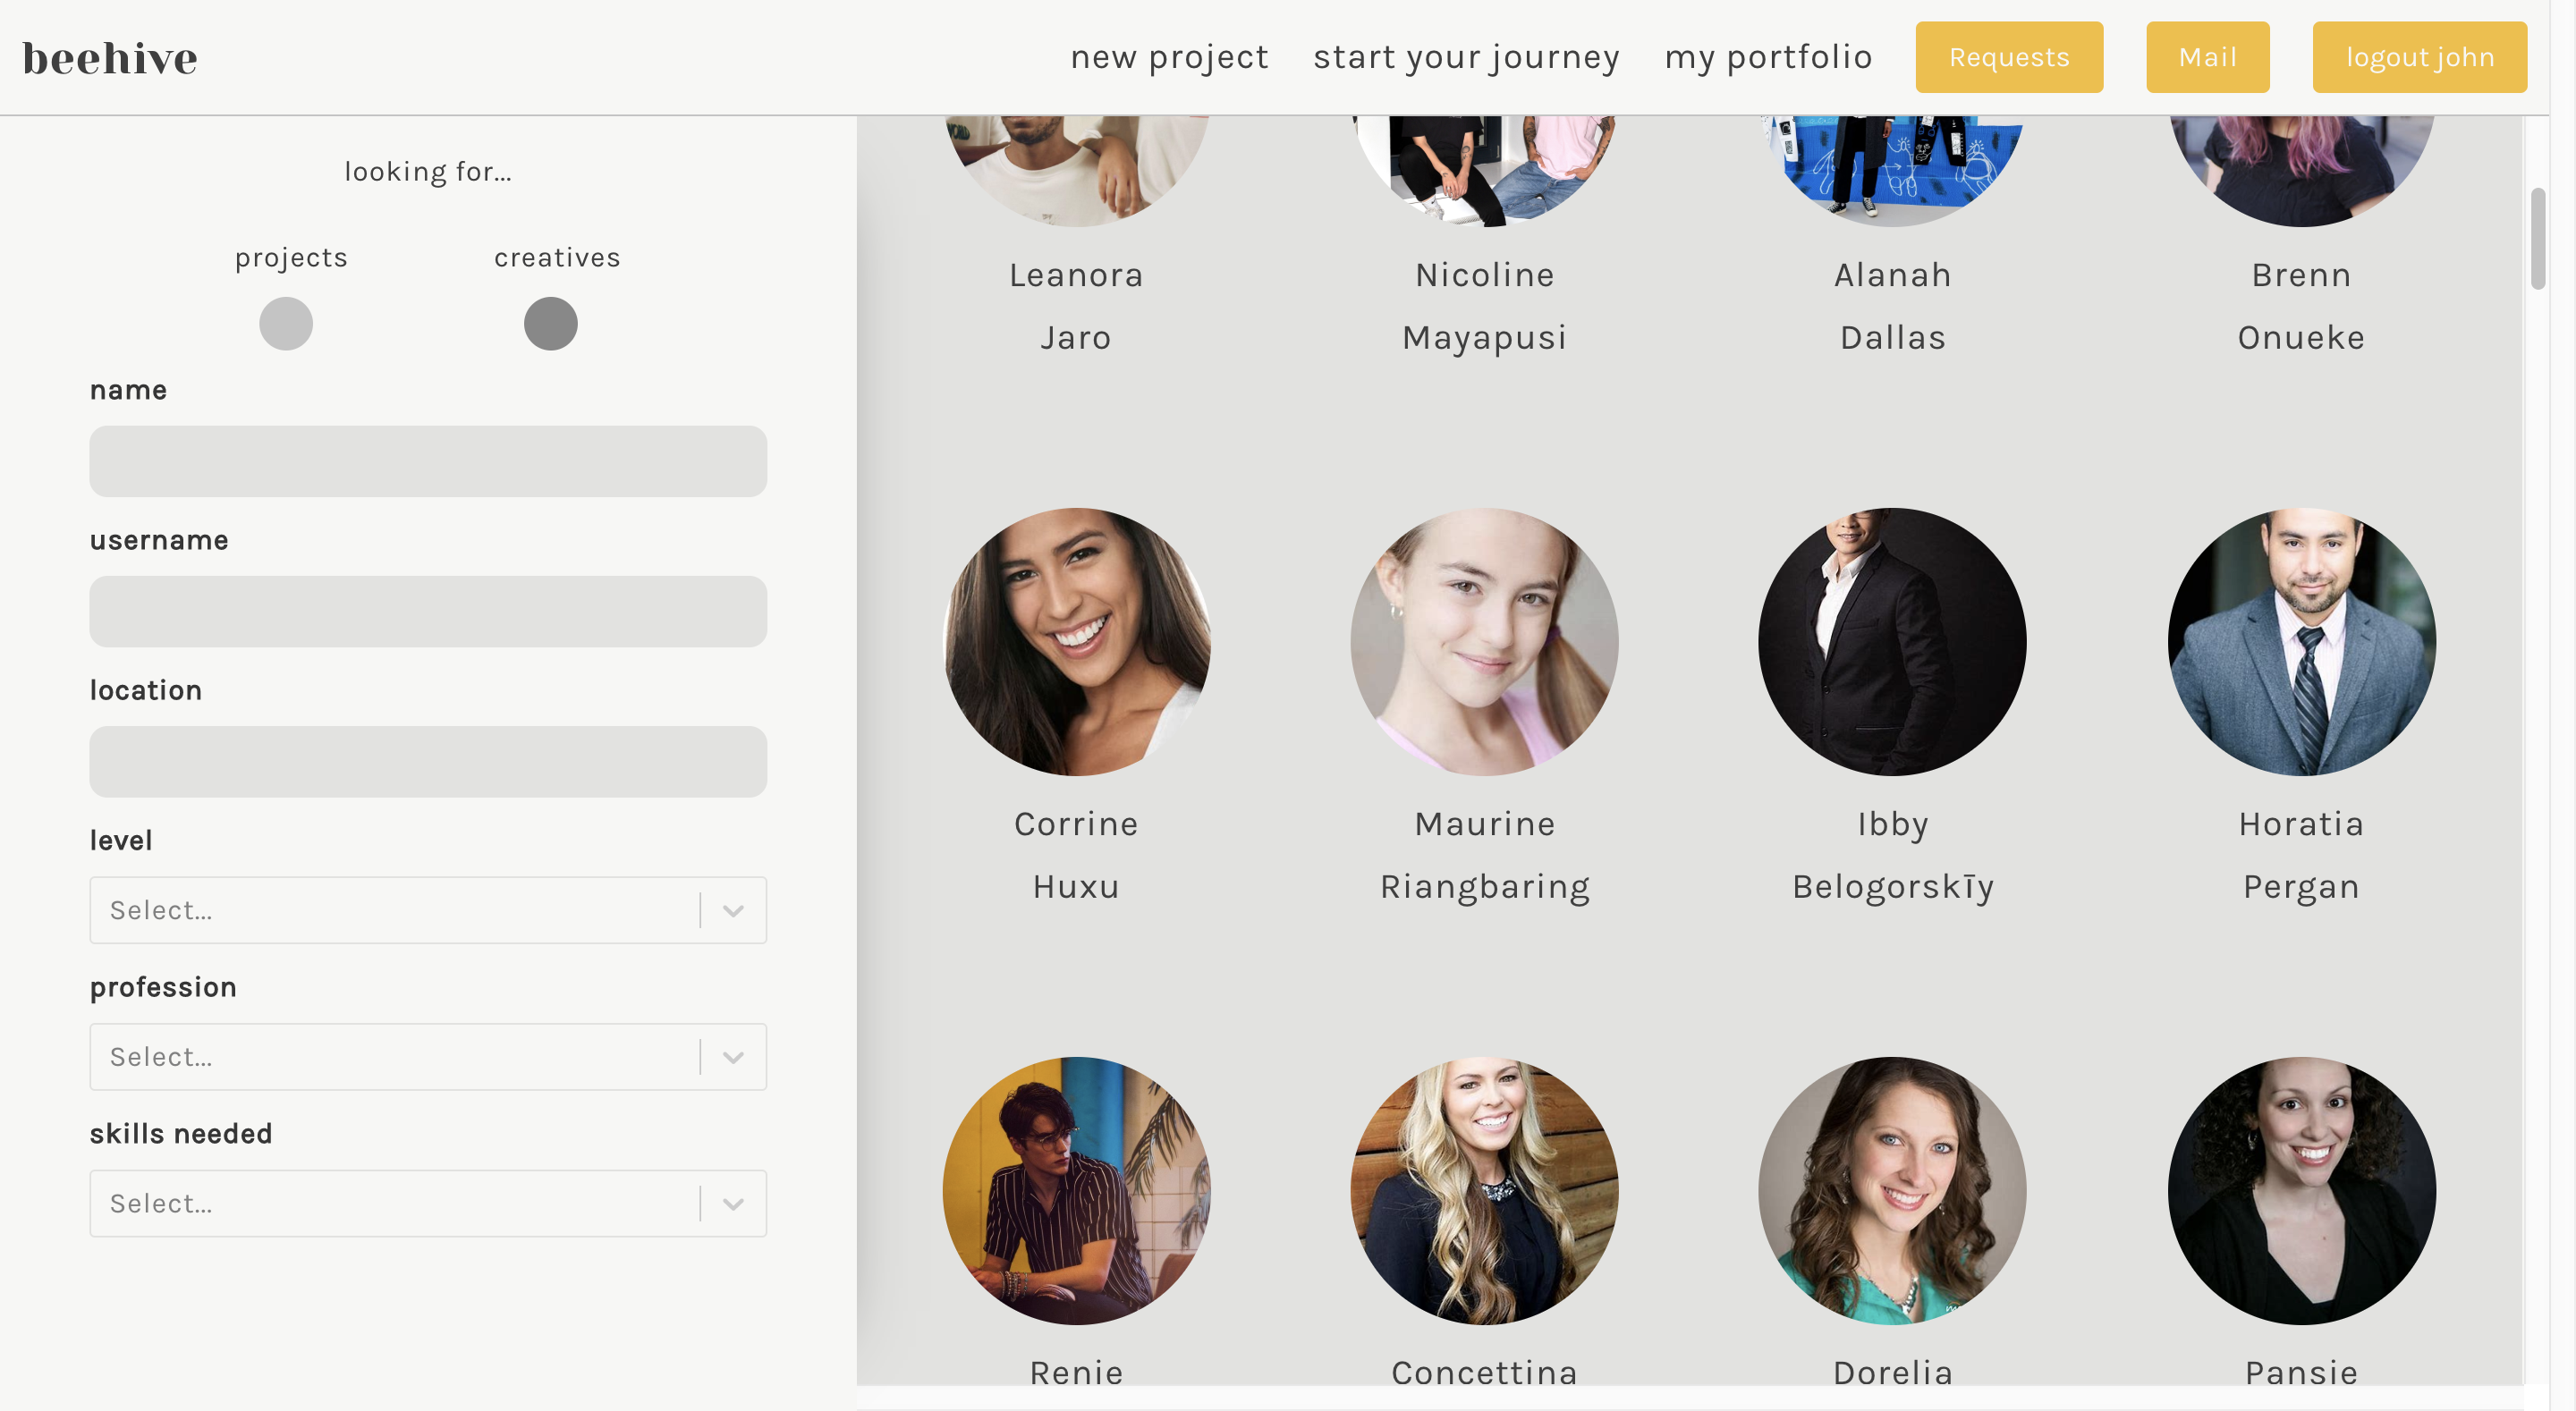 beehive
new project
start your journey
my portfolio
Requests
Mail
logout john
looking for...
projects
creatives
name
username
location
level
Select...
profession
Select...
skills needed
Select...
Leanora
Jaro
Nicoline
Mayapusi
Alanah
Dallas
Brenn
Onueke
Corrine
Huxu
Maurine
Riangbaring
Ibby
Belogorskīy
Horatia
Pergan
Renie
Concettina
Dorelia
Pansie